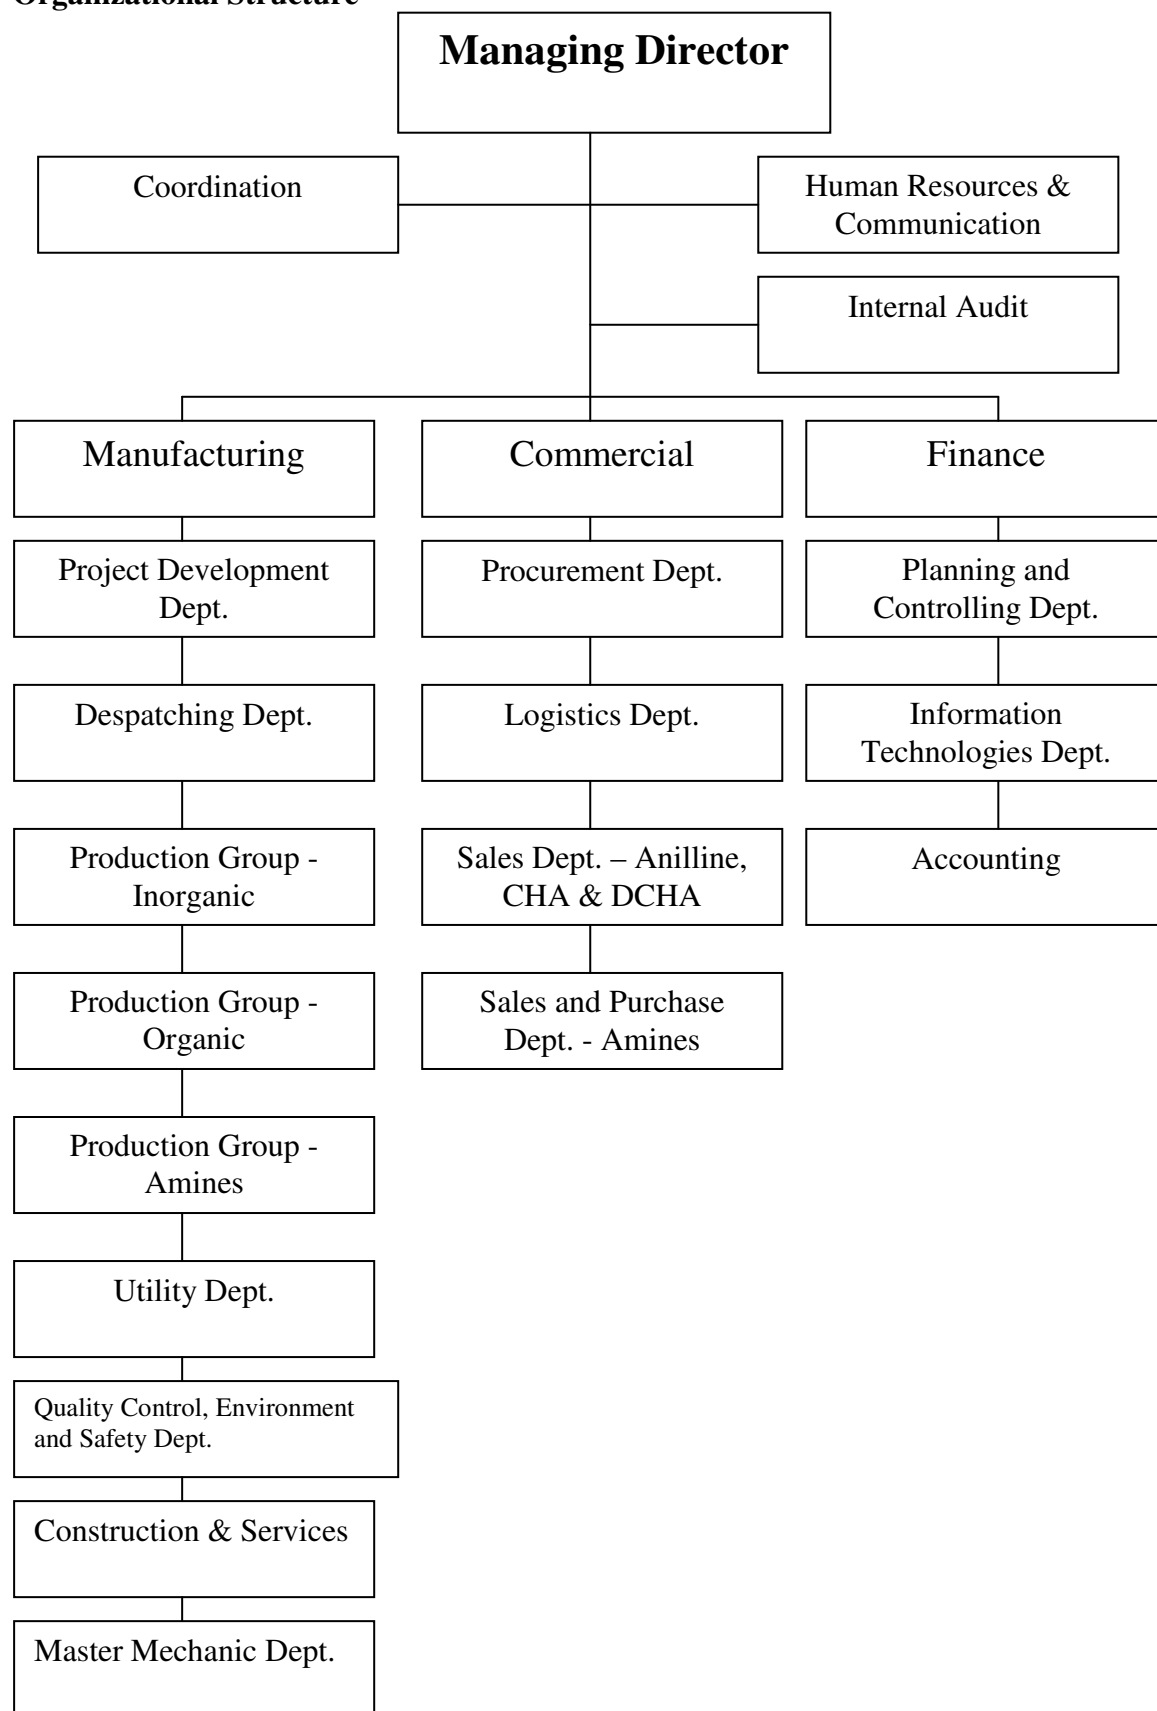 Organizational Structure
Managing Director
Coordination
Human Resources &
Communication
Internal Audit
Manufacturing
Commercial
Finance
Project Development
Dept.
Procurement Dept.
Planning and
Controlling Dept.
Despatching Dept.
Logistics Dept.
Information
Technologies Dept.
Production Group -
Inorganic
Sales Dept. – Anilline,
CHA & DCHA
Accounting
Production Group -
Organic
Sales and Purchase
Dept. - Amines
Production Group -
Amines
Utility Dept.
Quality Control, Environment
and Safety Dept.
Construction & Services
Master Mechanic Dept.